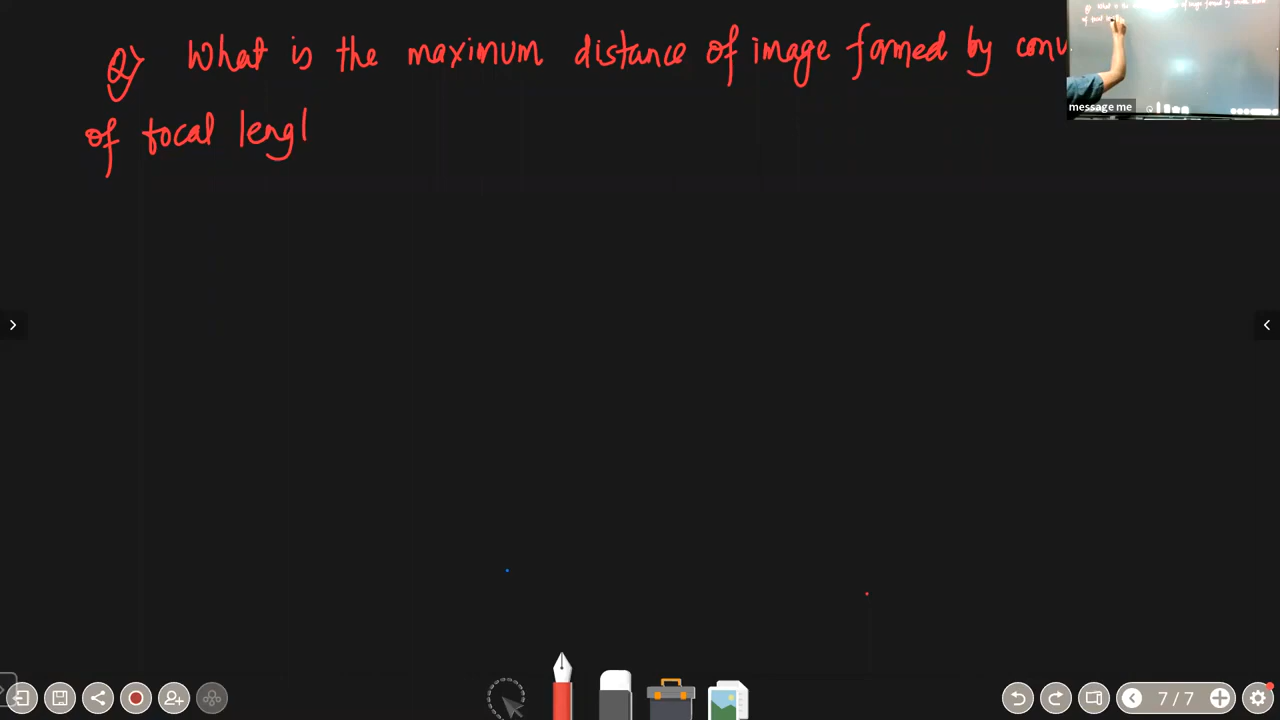 Q) What is the maximum distance of image formed by conv
of focal lengl
message me
7/7